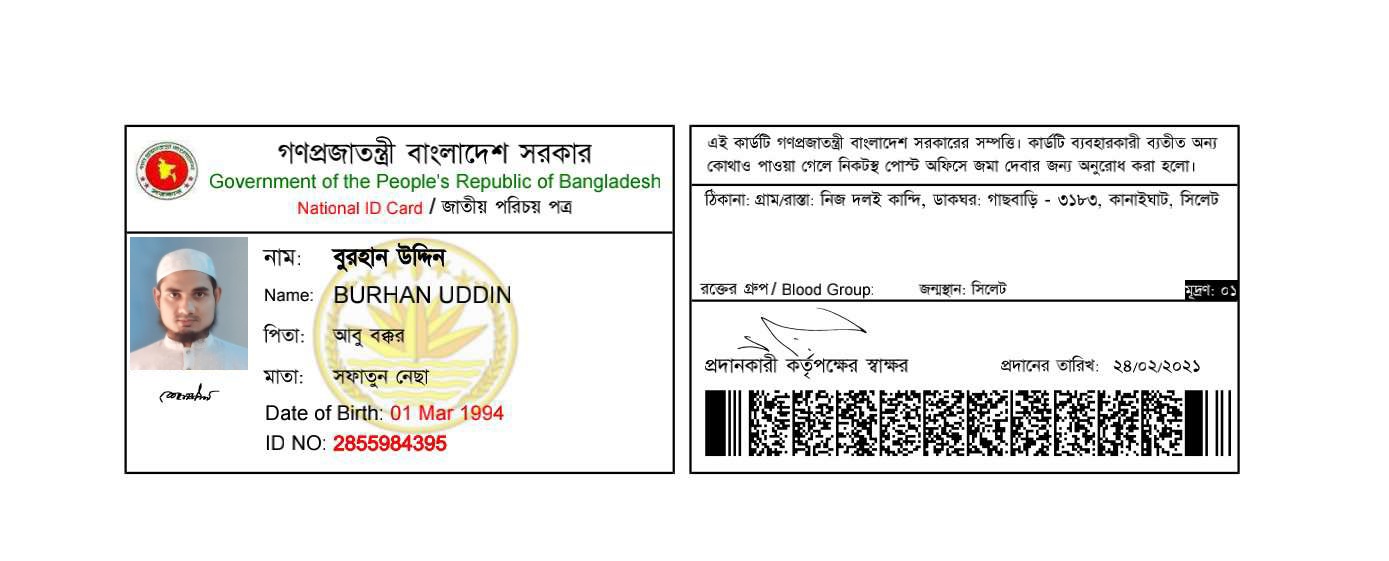 গণপ্রজাতন্ত্রী বাংলাদেশ সরকার
Government of the People's Republic of Bangladesh
National ID Card / জাতীয় পরিচয় পত্র
নাম: বুরহান উদ্দিন
Name: BURHAN UDDIN
পিতা: আবু বক্কর
মাতা: সফাতুন নেছা
Date of Birth: 01 Mar 1994
ID NO: 2855984395
এই কার্ডটি গণপ্রজাতন্ত্রী বাংলাদেশ সরকারের সম্পত্তি। কার্ডটি ব্যবহারকারী ব্যতীত অন্য
কোথাও পাওয়া গেলে নিকটস্থ পোস্ট অফিসে জমা দেবার জন্য অনুরোধ করা হলো।
ঠিকানা: গ্রাম/রাস্তা: নিজ দলই কান্দি, ডাকঘর: গাছবাড়ি - ৩১৮৩, কানাইঘাট, সিলেট
রক্তের গ্রুপ/ Blood Group: জন্মস্থান: সিলেট মূদ্রণ: ০১
প্রদানকারী কর্তৃপক্ষের স্বাক্ষর প্রদানের তারিখ: ২৪/০২/২০২১